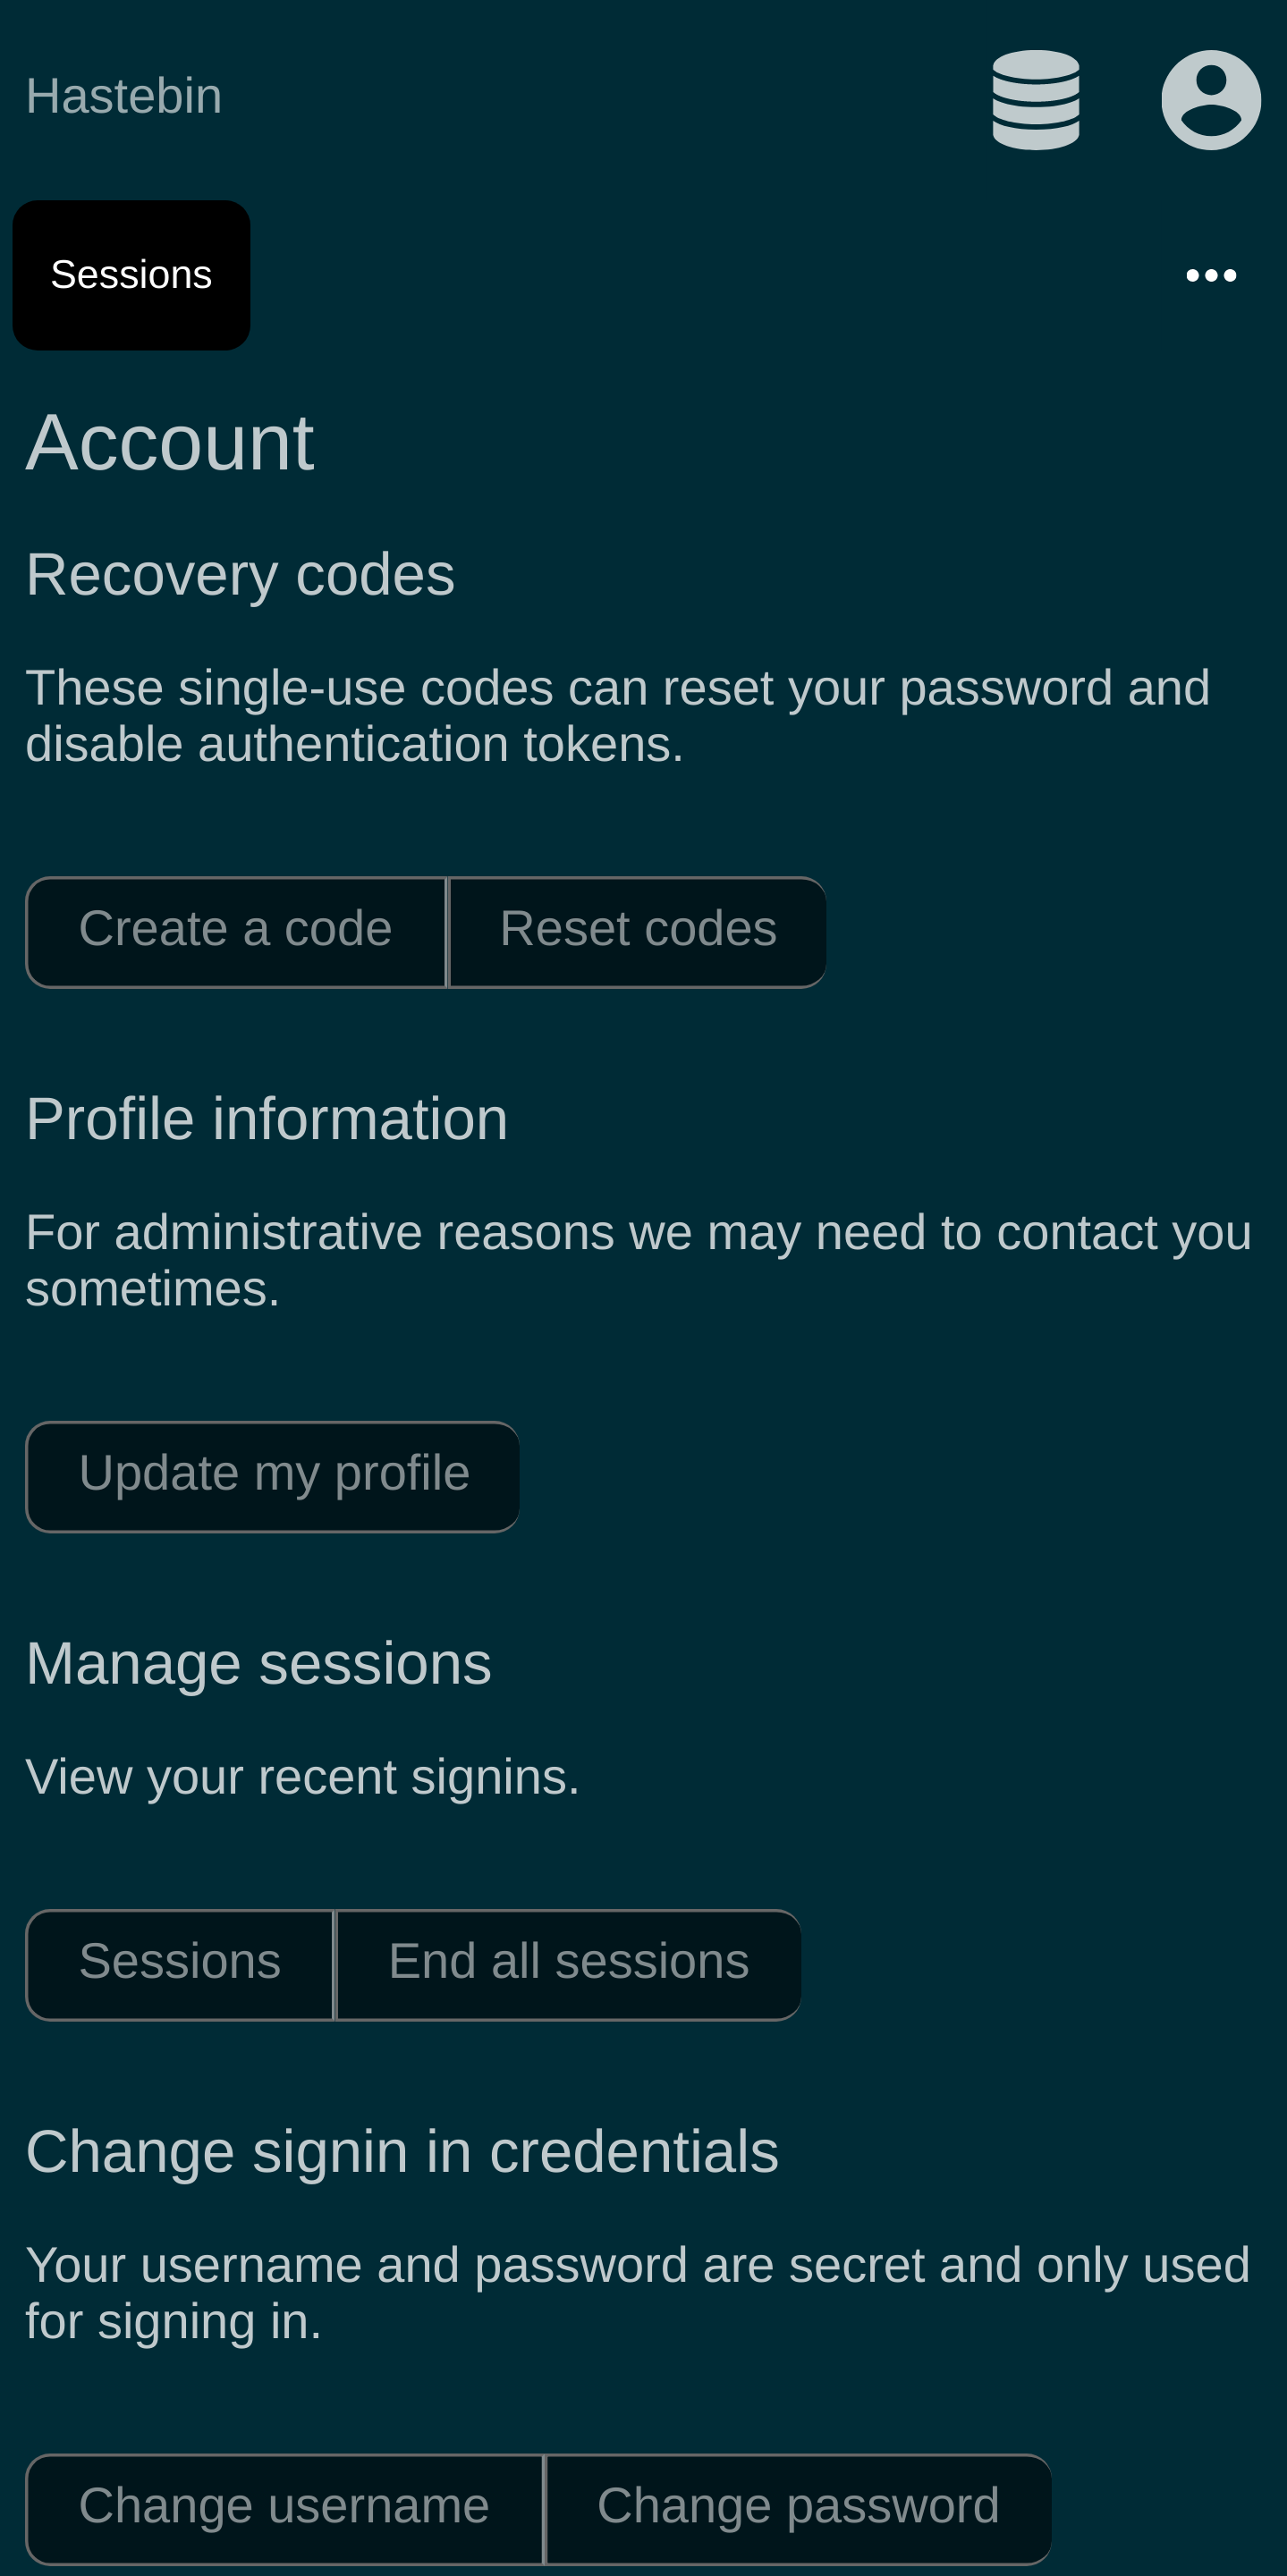 Hastebin
Sessions
Account
Recovery codes
These single-use codes can reset your password and
disable authentication tokens.
Create a code
Reset codes
Profile information
For administrative reasons we may need to contact you
sometimes.
Update my profile
Manage sessions
View your recent signins.
Sessions
End all sessions
Change signin in credentials
Your username and password are secret and only used
for signing in.
Change username
Change password